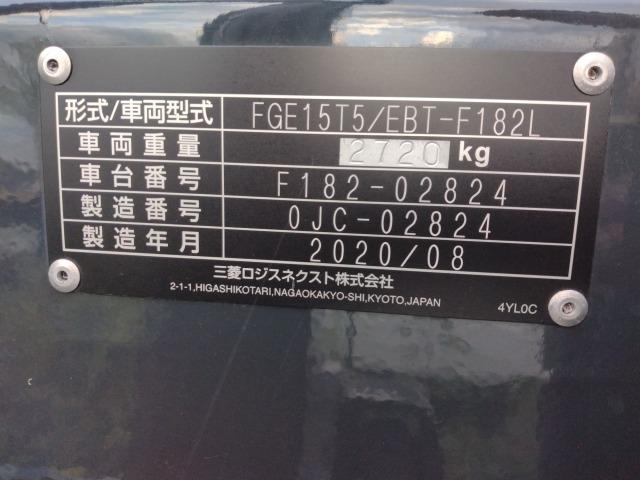 形式/車両型式 FGE15T5/EBT-F182L
車両重量 2720 kg
車台番号 F182-02824
製造番号 0JC-02824
製造年月 2020/08
三菱ロジスネクスト株式会社
2-1-1,HIGASHIKOTARI,NAGAOKAKYO-SHI,KYOTO,JAPAN 4YL0C